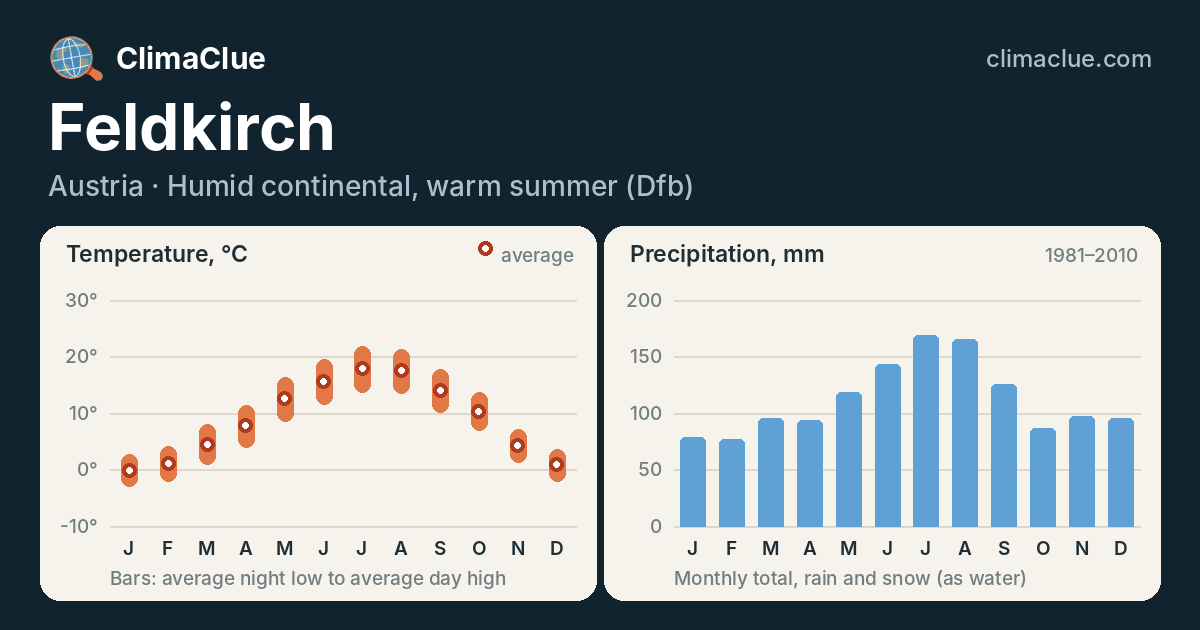 ClimaClue
climaclue.com
Feldkirch
Austria · Humid continental, warm summer (Dfb)
Temperature, °C
average
30°
20°
10°
0°
-10°
J F M A M J J A S O N D
Bars: average night low to average day high
Precipitation, mm
1981–2010
200
150
100
50
0
J F M A M J J A S O N D
Monthly total, rain and snow (as water)